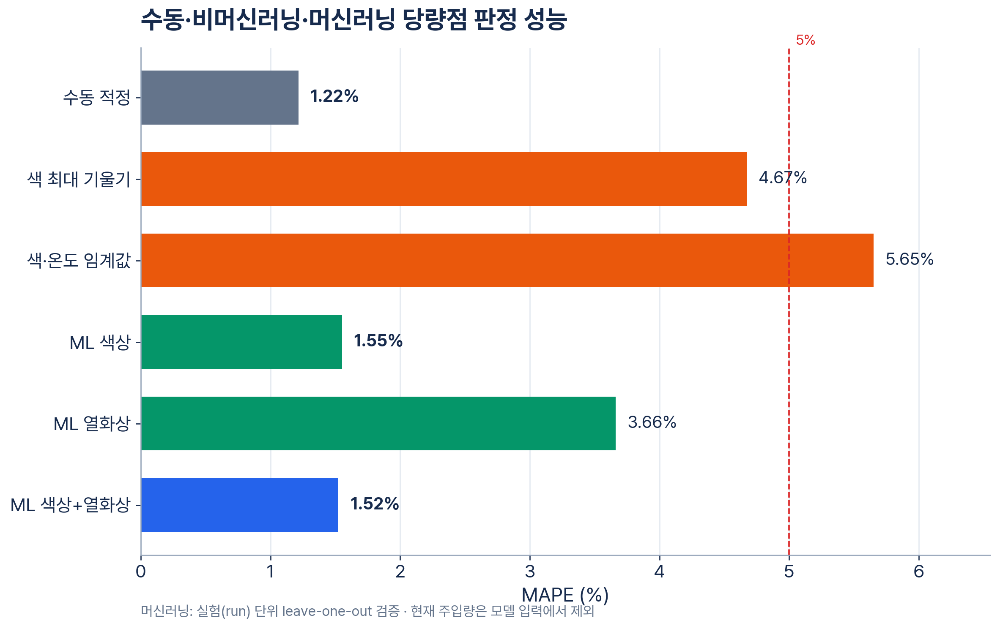 수동·비머신러닝·머신러닝 당량점 판정 성능
5%
수동 적정
1.22%
색 최대 기울기
4.67%
색·온도 임계값
5.65%
ML 색상
1.55%
ML 열화상
3.66%
ML 색상+열화상
1.52%
0 1 2 3 4 5 6
MAPE (%)
머신러닝: 실험(run) 단위 leave-one-out 검증 · 현재 주입량은 모델 입력에서 제외